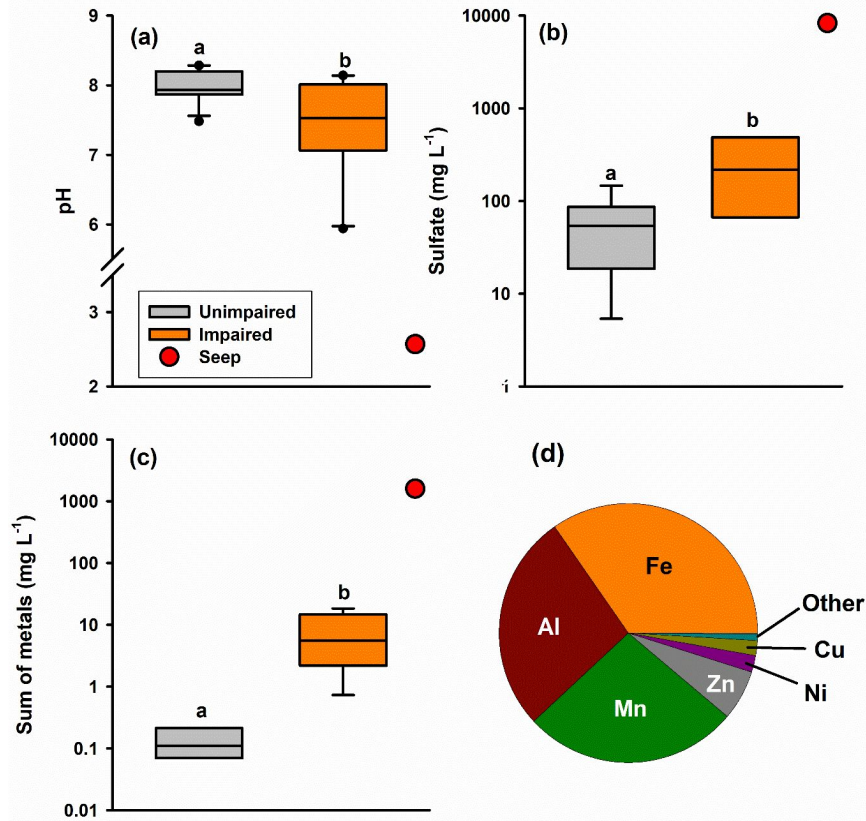 (a)
a
b
pH
9
8
7
6
3
2
Unimpaired
Impaired
Seep
(b)
a
b
Sulfate (mg L⁻¹)
10000
1000
100
10
(c)
a
b
Sum of metals (mg L⁻¹)
10000
1000
100
10
1
0.1
0.01
(d)
Fe
Al
Mn
Zn
Other
Cu
Ni